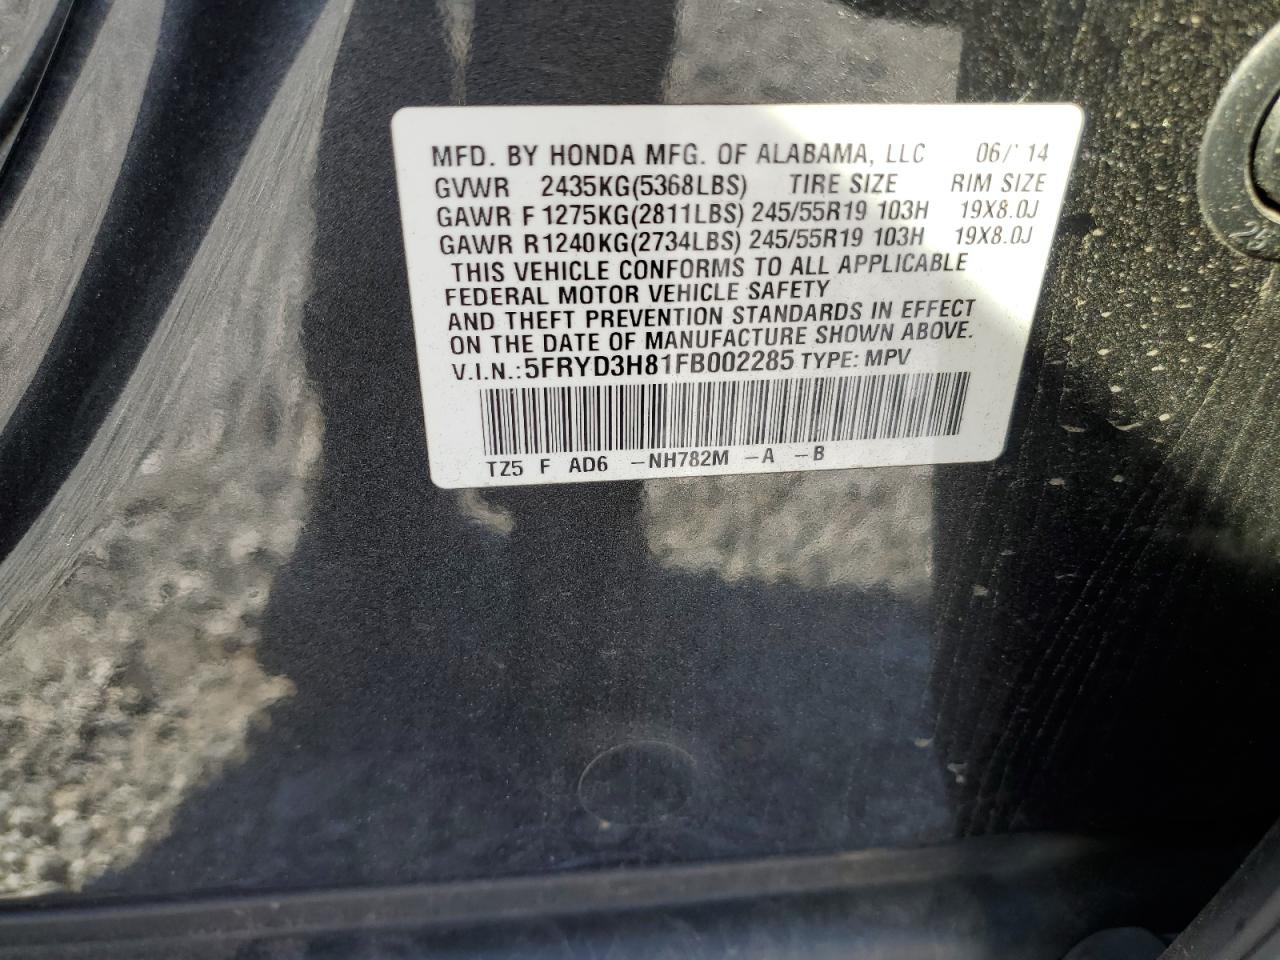 MFD. BY HONDA MFG. OF ALABAMA, LLC 06/'14
GVWR 2435KG(5368LBS) TIRE SIZE RIM SIZE
GAWR F 1275KG(2811LBS) 245/55R19 103H 19X8.0J
GAWR R1240KG(2734LBS) 245/55R19 103H 19X8.0J
THIS VEHICLE CONFORMS TO ALL APPLICABLE
FEDERAL MOTOR VEHICLE SAFETY
AND THEFT PREVENTION STANDARDS IN EFFECT
ON THE DATE OF MANUFACTURE SHOWN ABOVE.
V.I.N.:5FRYD3H81FB002285 TYPE: MPV
TZ5 F AD6 -NH782M -A -B